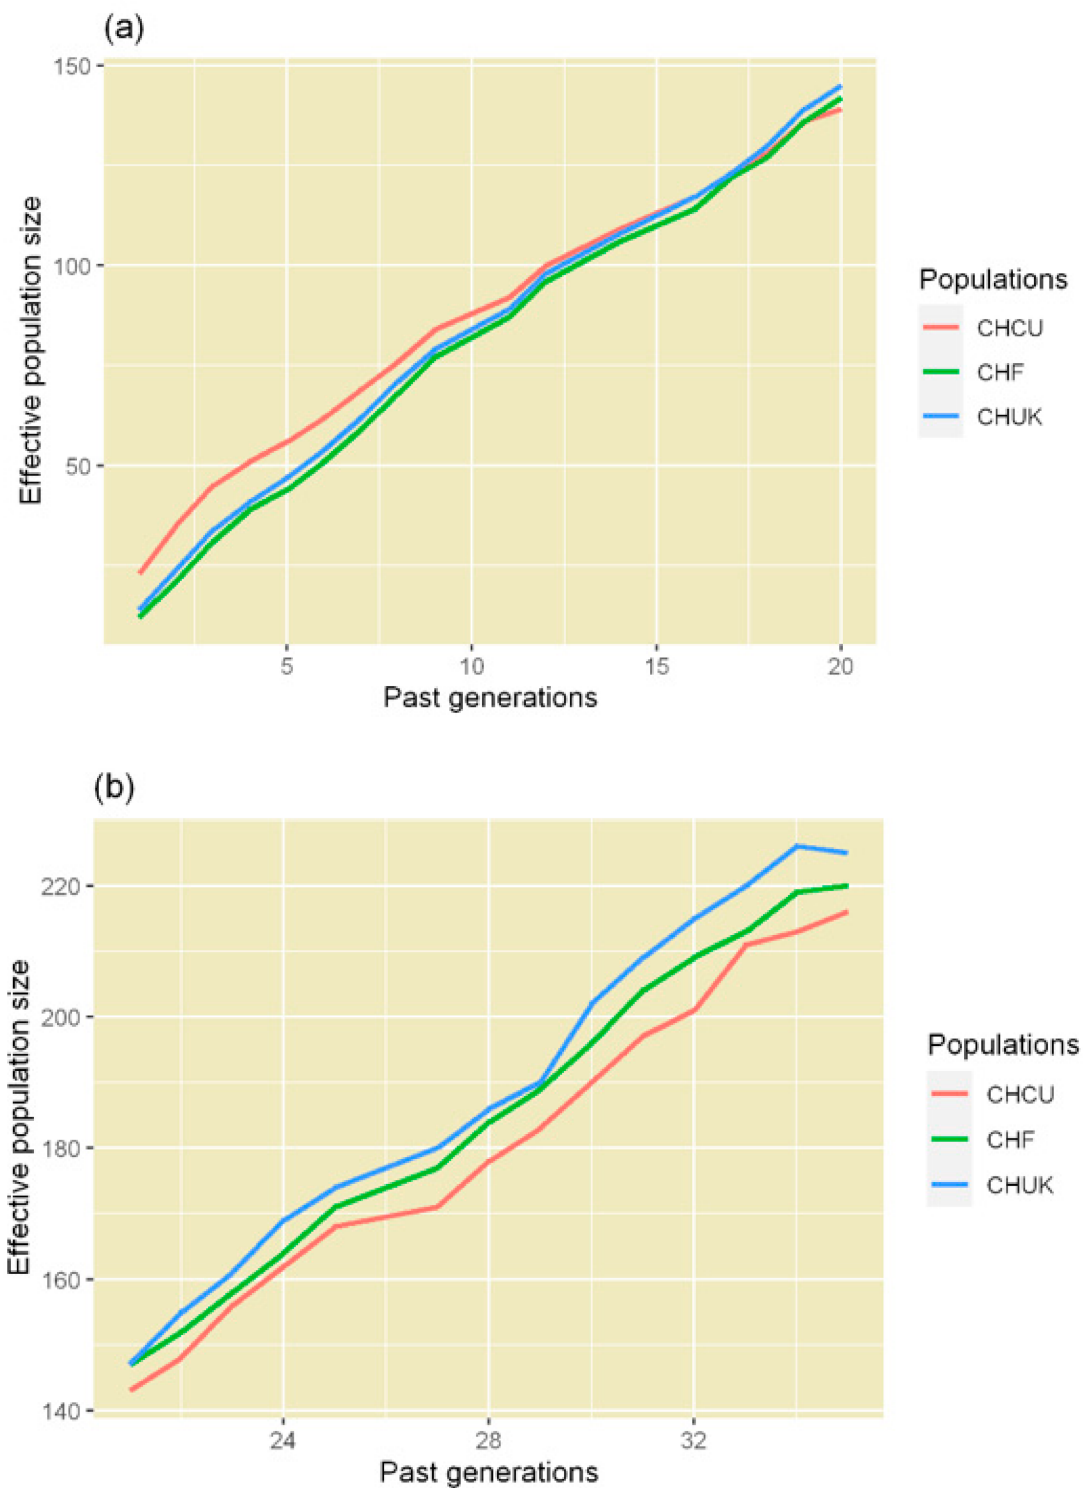 (a)
150
100
50
Effective population size
5 10 15 20
Past generations
Populations
CHCU
CHF
CHUK
(b)
220
200
180
160
140
Effective population size
24 28 32
Past generations
Populations
CHCU
CHF
CHUK